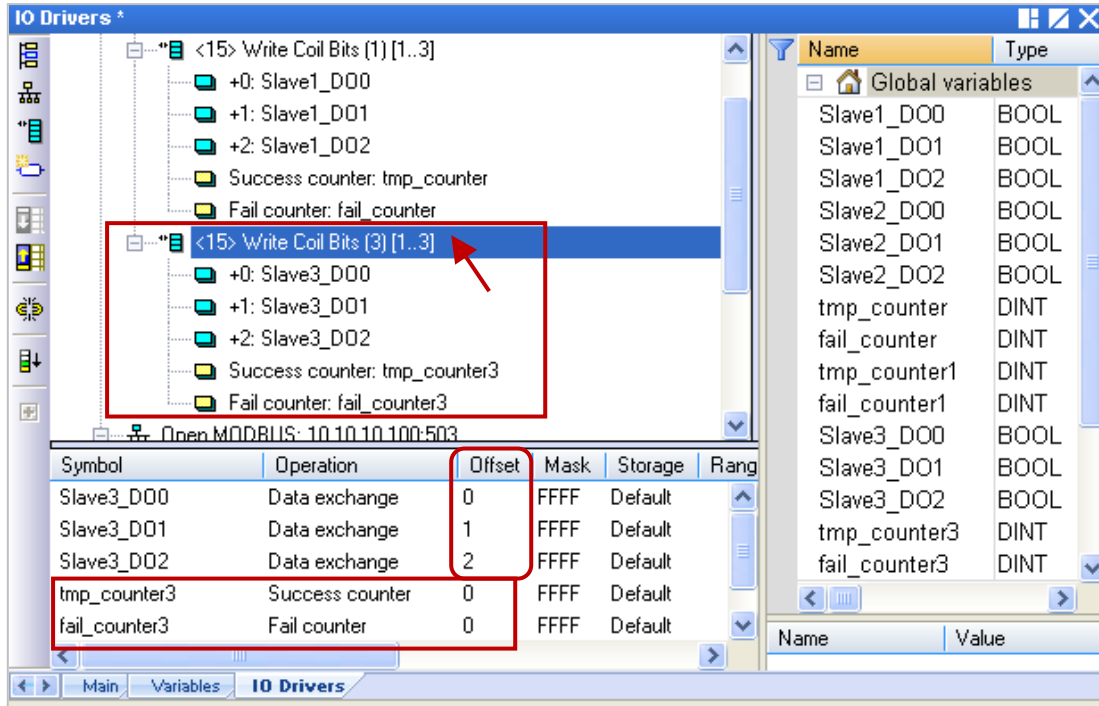 IO Drivers *
<15> Write Coil Bits (1) [1..3]
+0: Slave1_DO0
+1: Slave1_DO1
+2: Slave1_DO2
Success counter: tmp_counter
Fail counter: fail_counter
<15> Write Coil Bits (3) [1..3]
+0: Slave3_DO0
+1: Slave3_DO1
+2: Slave3_DO2
Success counter: tmp_counter3
Fail counter: fail_counter3
Open MODBUS: 10.10.10.100:503
Symbol Operation Offset Mask Storage Rang
Slave3_DO0 Data exchange 0 FFFF Default
Slave3_DO1 Data exchange 1 FFFF Default
Slave3_DO2 Data exchange 2 FFFF Default
tmp_counter3 Success counter 0 FFFF Default
fail_counter3 Fail counter 0 FFFF Default
Name Type
Global variables
Slave1_DO0 BOOL
Slave1_DO1 BOOL
Slave1_DO2 BOOL
Slave2_DO0 BOOL
Slave2_DO1 BOOL
Slave2_DO2 BOOL
tmp_counter DINT
fail_counter DINT
tmp_counter1 DINT
fail_counter1 DINT
Slave3_DO0 BOOL
Slave3_DO1 BOOL
Slave3_DO2 BOOL
tmp_counter3 DINT
fail_counter3 DINT
Name Value
Main Variables IO Drivers